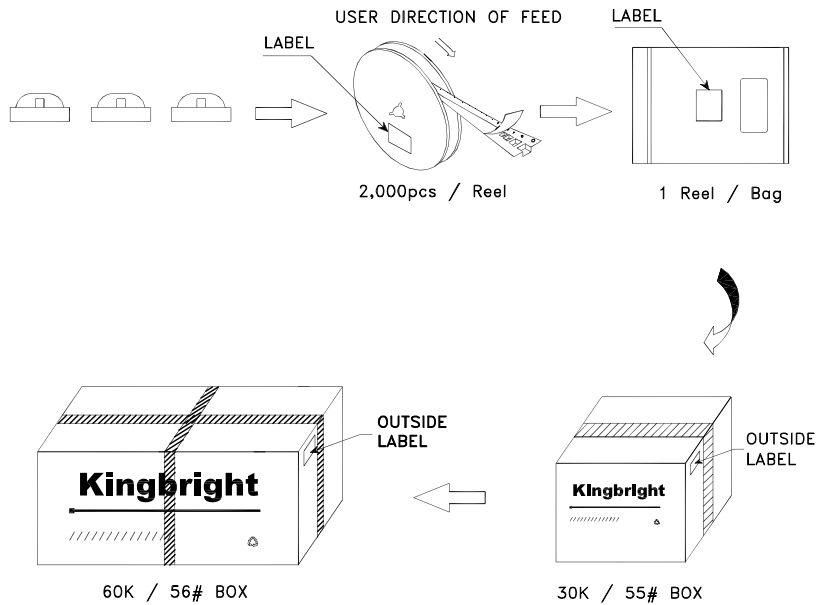 USER DIRECTION OF FEED
LABEL
LABEL
2,000pcs / Reel
1 Reel / Bag
OUTSIDE
LABEL
Kingbright
60K / 56# BOX
OUTSIDE
LABEL
Kingbright
30K / 55# BOX